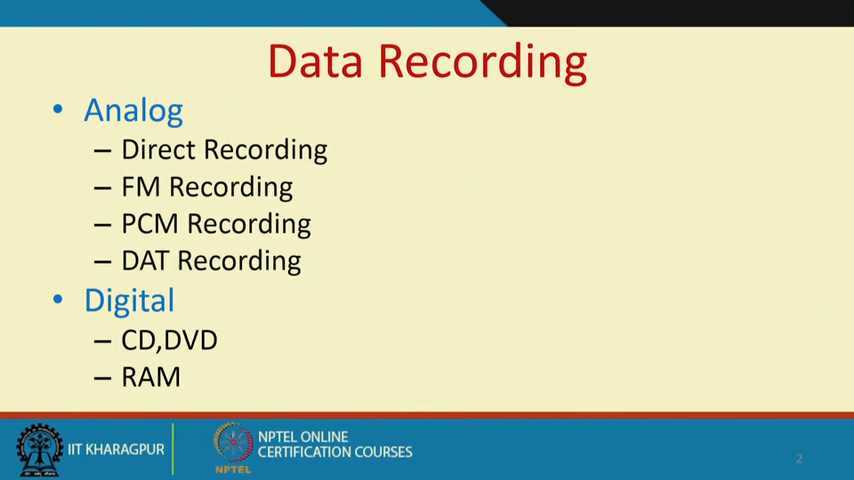 Data Recording
• Analog
– Direct Recording
– FM Recording
– PCM Recording
– DAT Recording
• Digital
– CD,DVD
– RAM
IIT KHARAGPUR
NPTEL ONLINE
CERTIFICATION COURSES
NPTEL
2